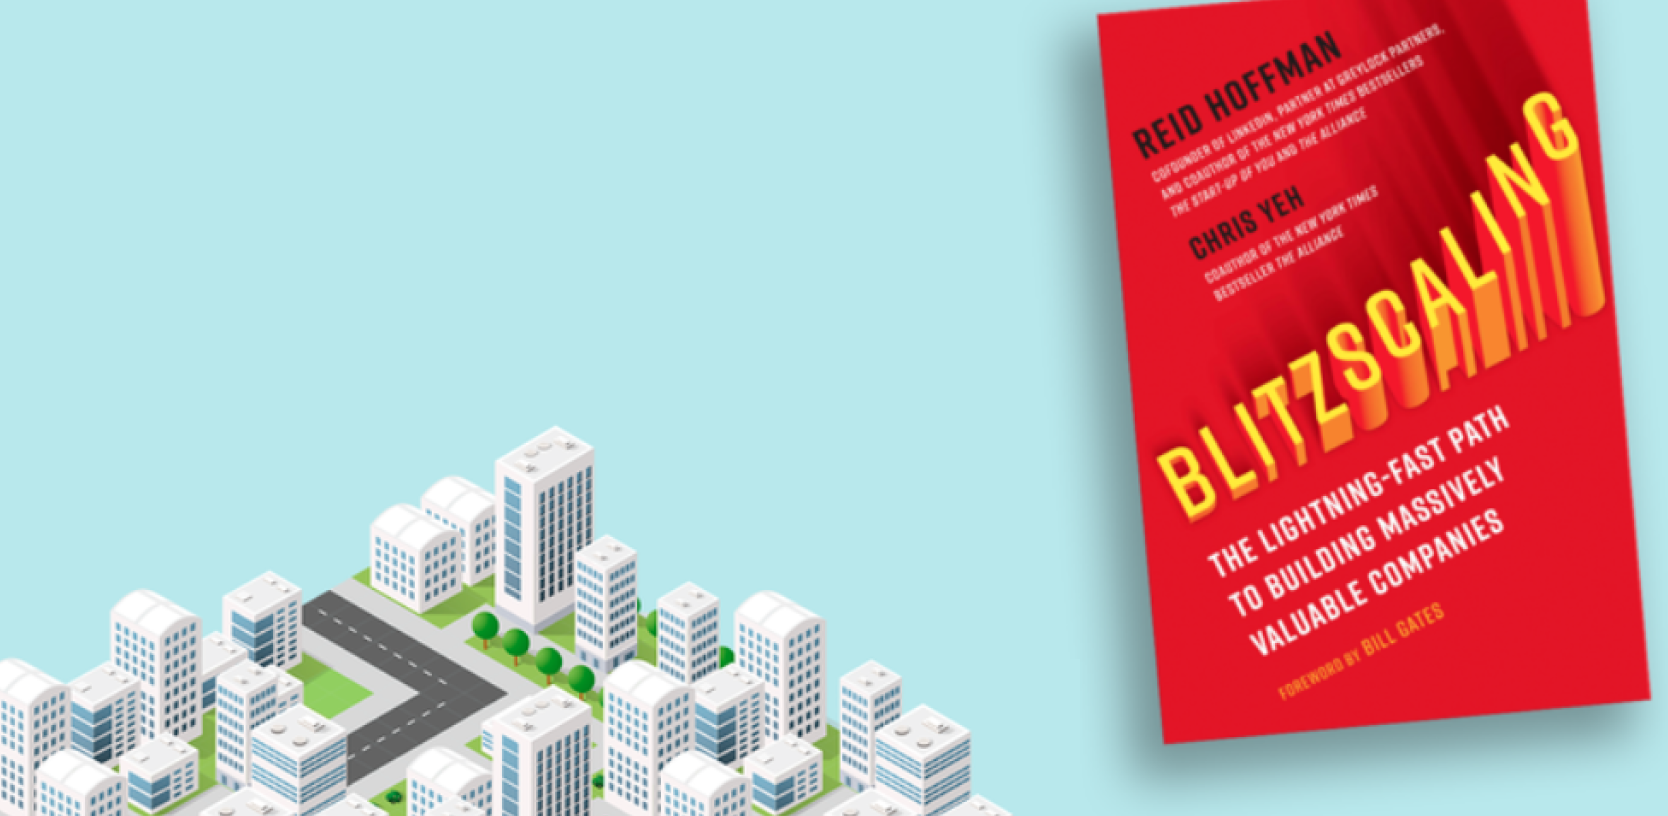 REID HOFFMAN
COFOUNDER OF LINKEDIN, PARTNER AT GREYLOCK PARTNERS,
AND COAUTHOR OF THE NEW YORK TIMES BESTSELLERS
THE START-UP OF YOU AND THE ALLIANCE
CHRIS YEH
COAUTHOR OF THE NEW YORK TIMES
BESTSELLER THE ALLIANCE
BLITZSCALING
THE LIGHTNING-FAST PATH
TO BUILDING MASSIVELY
VALUABLE COMPANIES
FOREWORD BY BILL GATES